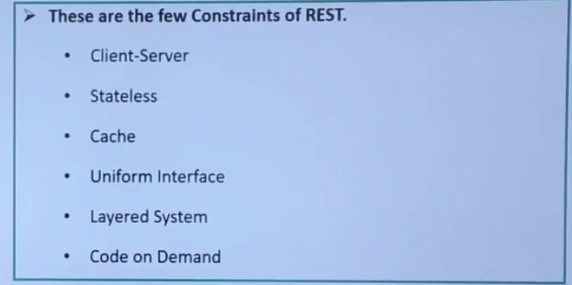 ➢ These are the few Constraints of REST.
• Client-Server
• Stateless
• Cache
• Uniform Interface
• Layered System
• Code on Demand